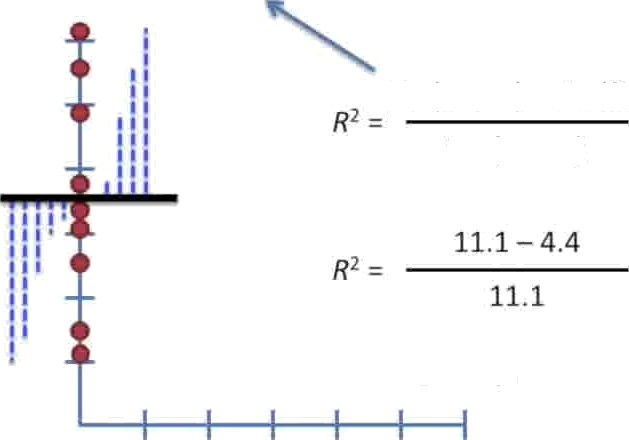 R² =
R² = 11.1 – 4.4
11.1